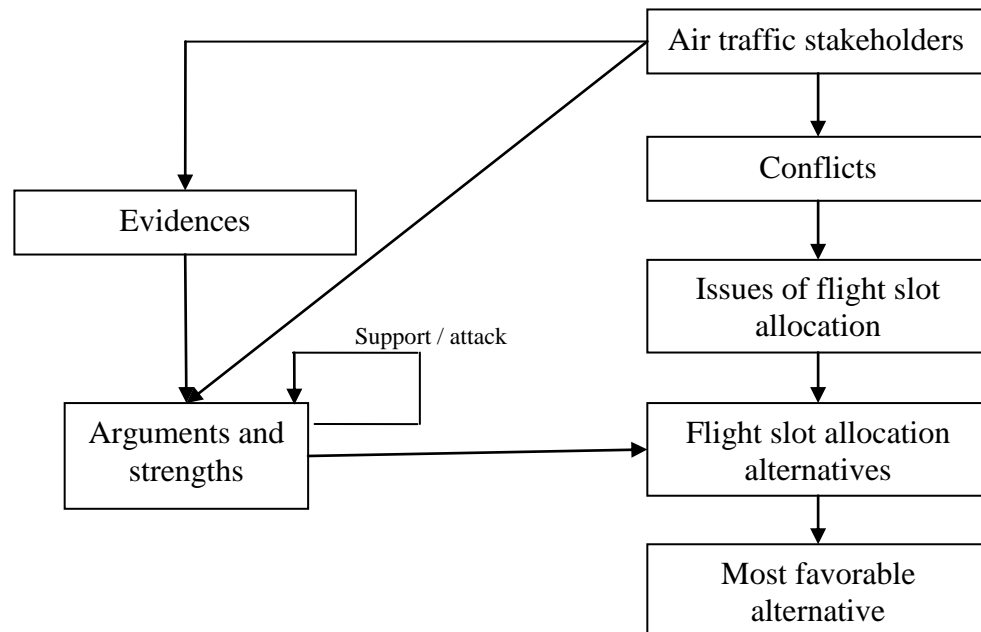 Air traffic stakeholders
Conflicts
Evidences
Issues of flight slot
allocation
Support / attack
Arguments and
strengths
Flight slot allocation
alternatives
Most favorable
alternative